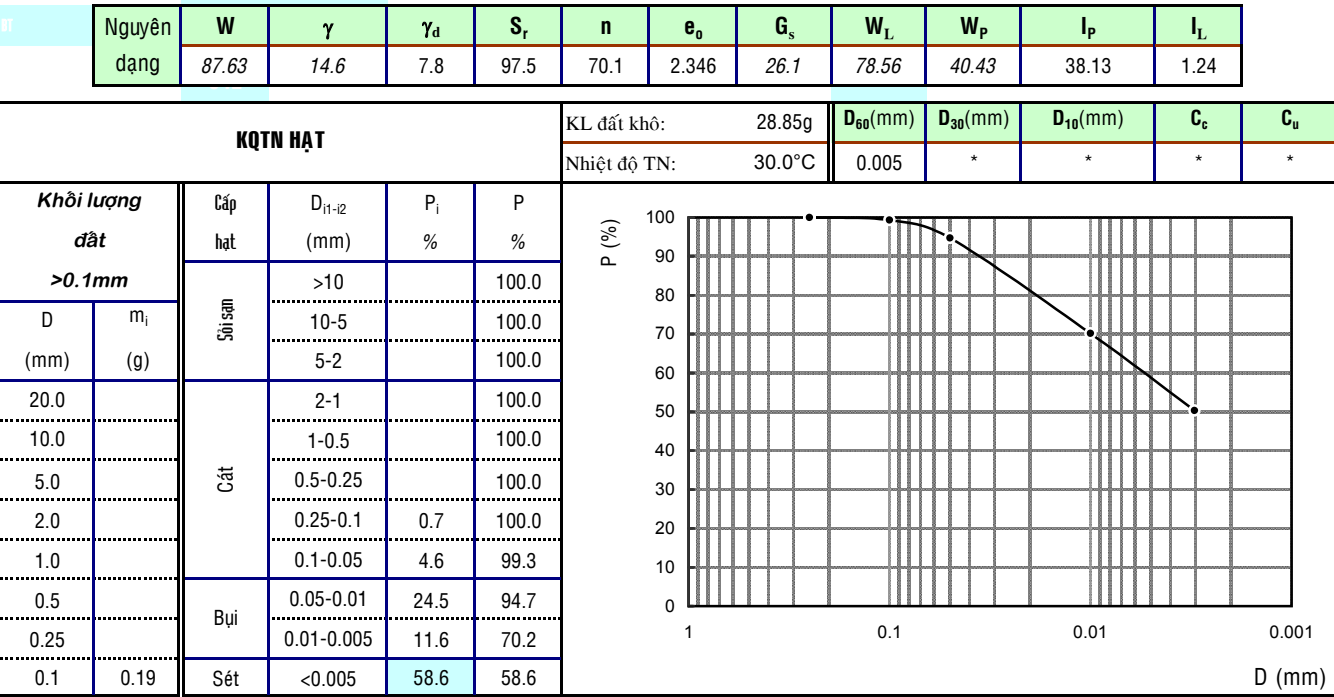 Nguyên W γ γd Sr n eo Gs WL WP IP IL
dạng 87.63 14.6 7.8 97.5 70.1 2.346 26.1 78.56 40.43 38.13 1.24
KQTN HẠT
KL đất khô: 28.85g
Nhiệt độ TN: 30.0°C
D60(mm) D30(mm) D10(mm) Cc Cu
0.005 * * * *
Khối lượng
đất
>0.1mm
D mi
(mm) (g)
20.0
10.0
5.0
2.0
1.0
0.5
0.25
0.1 0.19
Cấp Di1-i2 Pi P
hạt (mm) % %
Sỏi sạn
>10 100.0
10-5 100.0
5-2 100.0
Cát
2-1 100.0
1-0.5 100.0
0.5-0.25 100.0
0.25-0.1 0.7 100.0
0.1-0.05 4.6 99.3
Bụi
0.05-0.01 24.5 94.7
0.01-0.005 11.6 70.2
Sét <0.005 58.6 58.6
P (%)
100
90
80
70
60
50
40
30
20
10
0
1 0.1 0.01 0.001
D (mm)